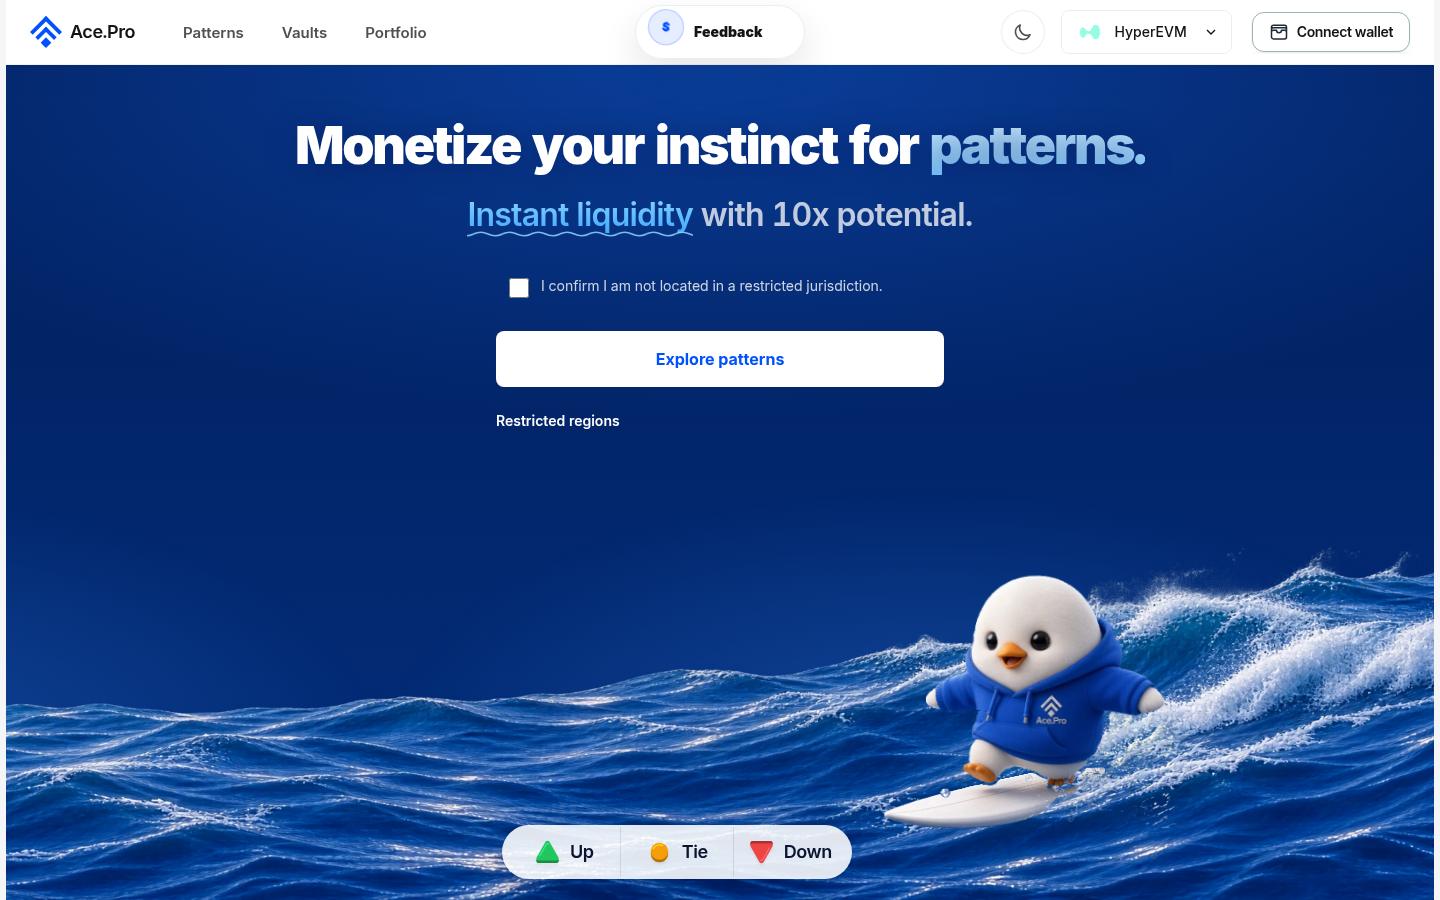 Ace.Pro
Patterns
Vaults
Portfolio
$
Feedback
HyperEVM
Connect wallet
Monetize your instinct for patterns.
Instant liquidity with 10x potential.
I confirm I am not located in a restricted jurisdiction.
Explore patterns
Restricted regions
Ace.Pro
Up
Tie
Down